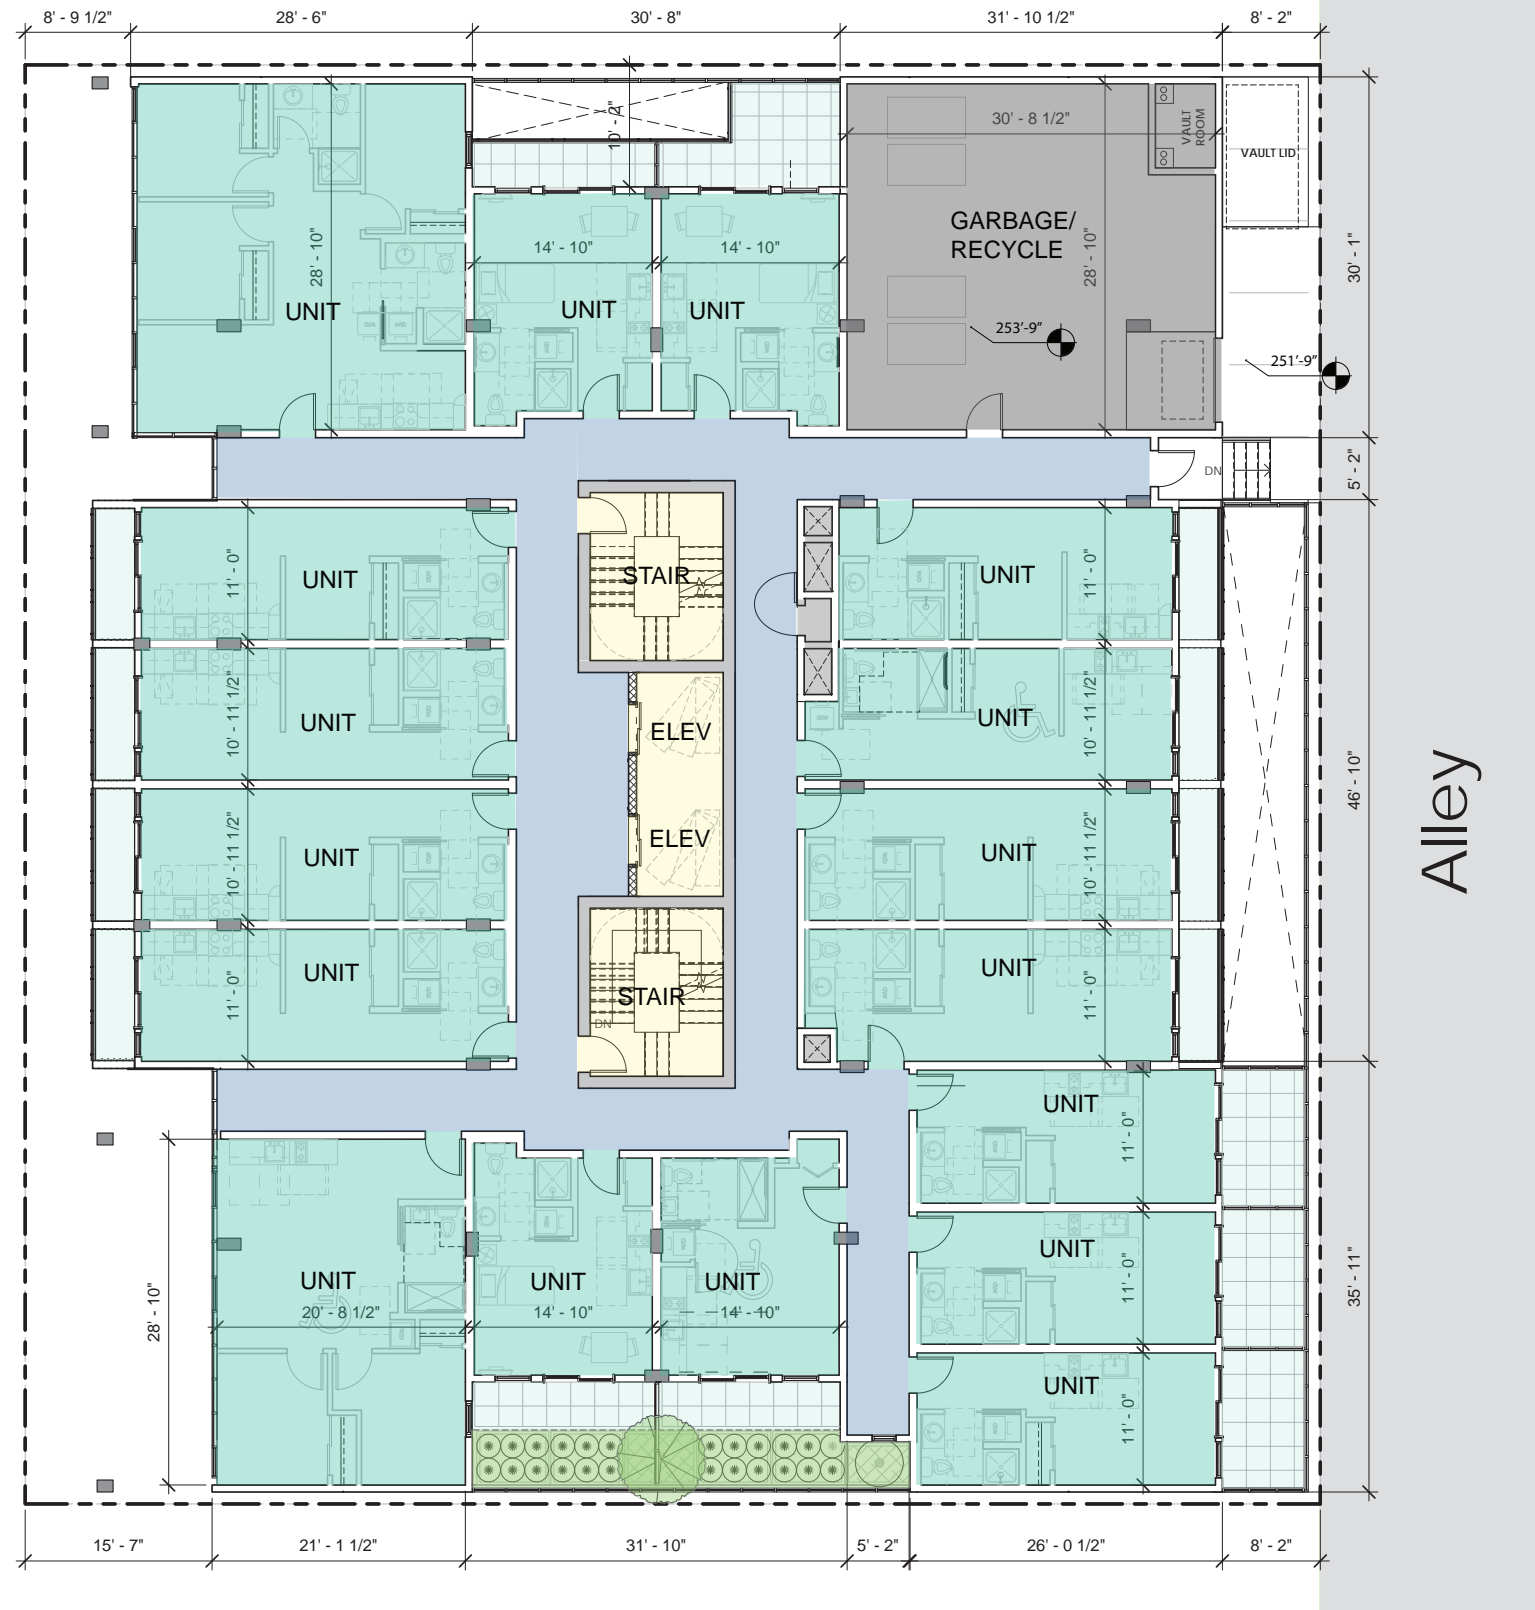 8' - 9 1/2"
28' - 6"
30' - 8"
31' - 10 1/2"
8' - 2"
10' - 2"
30' - 8 1/2"
VAULT
ROOM
VAULT LID
GARBAGE/
RECYCLE
28' - 10"
28' - 10"
14' - 10"
14' - 10"
30' - 1"
UNIT
UNIT
UNIT
253'-9"
251'-9"
5' - 2"
DN
11' - 0"
UNIT
STAIR
UNIT
11' - 0"
10' - 11 1/2"
UNIT
ELEV
UNIT
10' - 11 1/2"
46' - 10"
Alley
10' - 11 1/2"
UNIT
ELEV
UNIT
10' - 11 1/2"
11' - 0"
UNIT
STAIR
DN
UNIT
11' - 0"
UNIT
11' - 0"
UNIT
11' - 0"
28' - 10"
UNIT
20' - 8 1/2"
UNIT
14' - 10"
UNIT
14' - 10"
35' - 11"
UNIT
11' - 0"
15' - 7"
21' - 1 1/2"
31' - 10"
5' - 2"
26' - 0 1/2"
8' - 2"